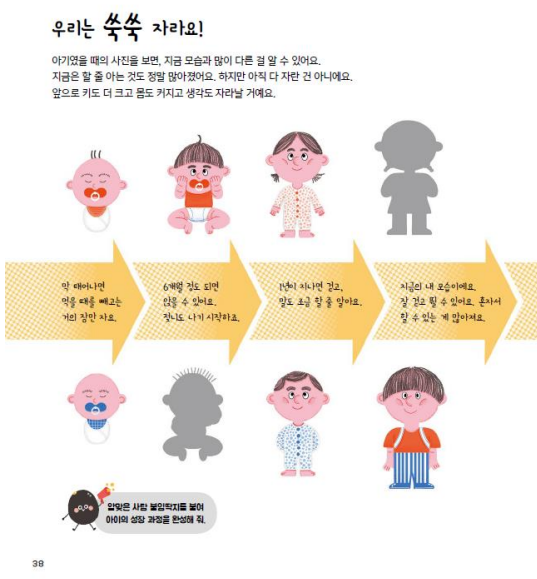 우리는 쑥쑥 자라요!
아기였을 때의 사진을 보면, 지금 모습과 많이 다른 걸 알 수 있어요.
지금은 할 줄 아는 것도 정말 많아졌어요. 하지만 아직 다 자란 건 아니에요.
앞으로 키도 더 크고 몸도 커지고 생각도 자라날 거예요.
막 태어나면
먹을 때를 빼고는
거의 잠만 자요.
6개월 정도 되면
앉을 수 있어요.
젖니도 나기 시작하죠.
1년이 지나면 걷고,
말도 조금 할 줄 알아요.
지금의 내 모습이에요.
잘 걷고 뛸 수 있어요. 혼자서
할 수 있는 게 많아져요.
알맞은 사람 붙임딱지를 붙여
아이의 성장 과정을 완성해 줘.
38